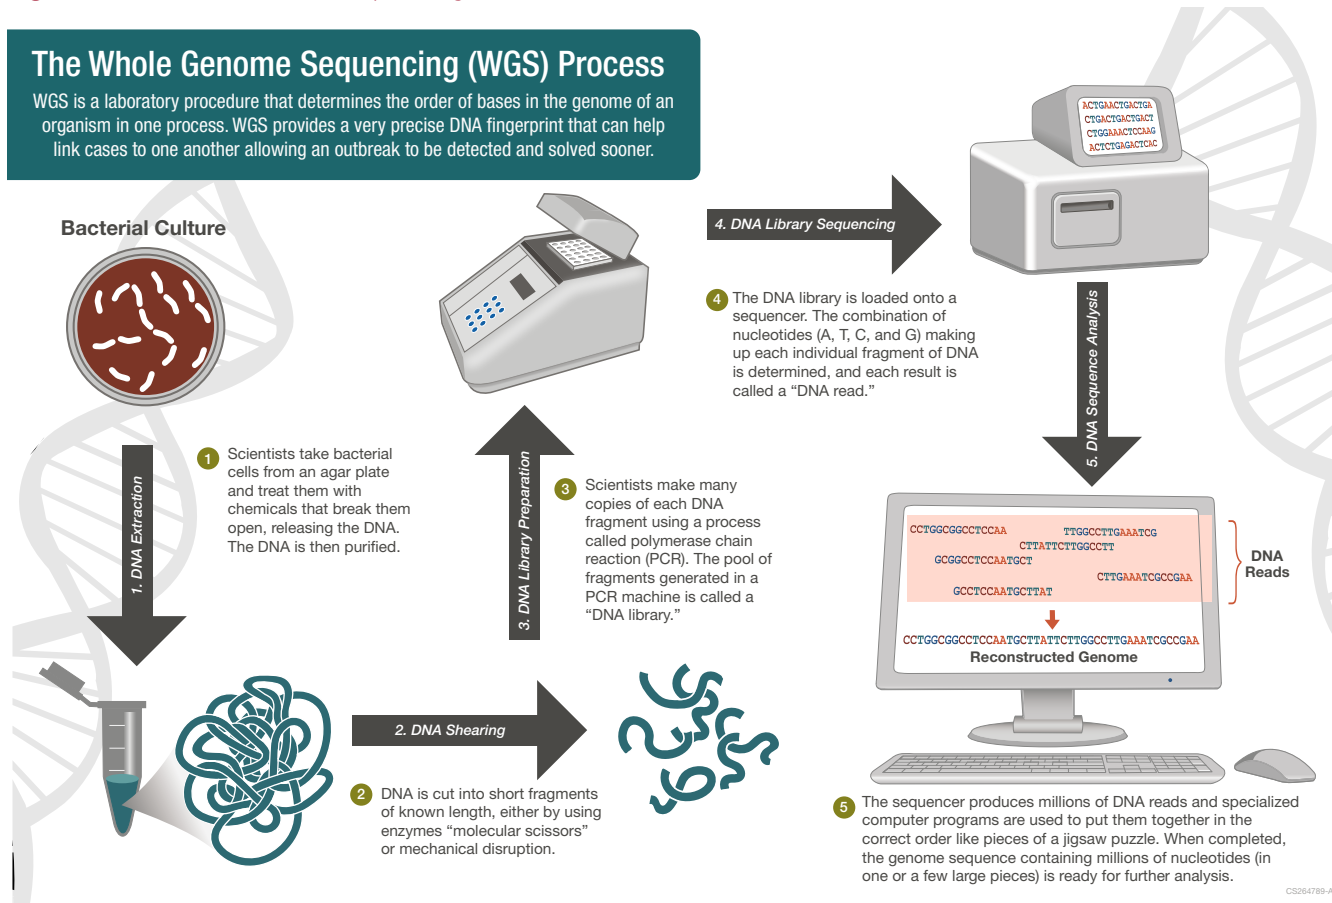 The Whole Genome Sequencing (WGS) Process
WGS is a laboratory procedure that determines the order of bases in the genome of an
organism in one process. WGS provides a very precise DNA fingerprint that can help
link cases to one another allowing an outbreak to be detected and solved sooner.
Bacterial Culture
1. DNA Extraction
1 Scientists take bacterial
cells from an agar plate
and treat them with
chemicals that break them
open, releasing the DNA.
The DNA is then purified.
2. DNA Shearing
2 DNA is cut into short fragments
of known length, either by using
enzymes “molecular scissors”
or mechanical disruption.
3. DNA Library Preparation
3 Scientists make many
copies of each DNA
fragment using a process
called polymerase chain
reaction (PCR). The pool of
fragments generated in a
PCR machine is called a
“DNA library.”
4. DNA Library Sequencing
4 The DNA library is loaded onto a
sequencer. The combination of
nucleotides (A, T, C, and G) making
up each individual fragment of DNA
is determined, and each result is
called a “DNA read.”
ACTGAACTGACTGA
CTGACTGACTGACT
CTGGAAACTCCAAG
ACTCTGAGACTCAC
5. DNA Sequence Analysis
CCTGGCGGCCTCCAA
TTGGCCTTGAAATCG
CTTATTCTTGGCCTT
GCGGCCTCCAATGCT
CTTGAAATCGCCGAA
GCCTCCAATGCTTAT
DNA
Reads
CCTGGCGGCCTCCAATGCTTATTCTTGGCCTTGAAATCGCCGAA
Reconstructed Genome
5 The sequencer produces millions of DNA reads and specialized
computer programs are used to put them together in the
correct order like pieces of a jigsaw puzzle. When completed,
the genome sequence containing millions of nucleotides (in
one or a few large pieces) is ready for further analysis.
CS264789-A